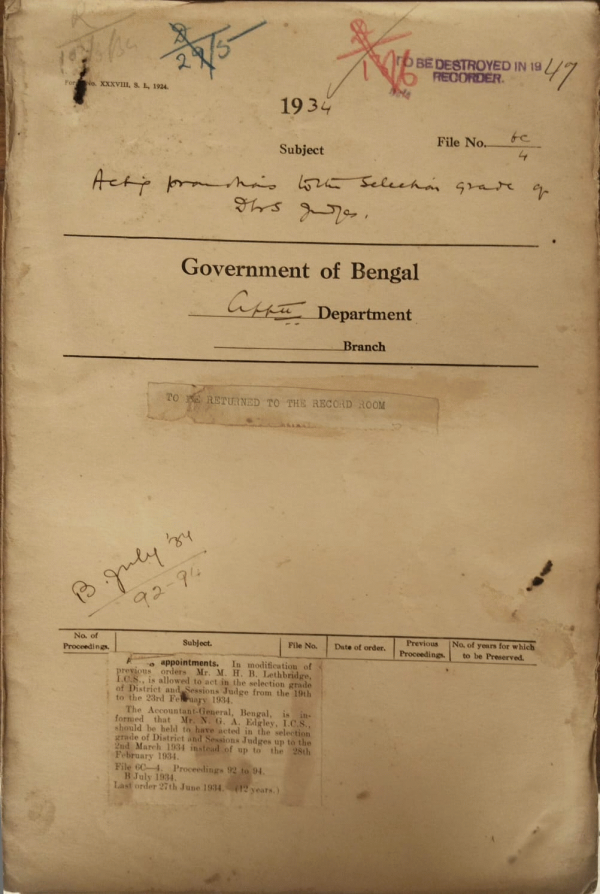 29/5
1 6
TO BE DESTROYED IN 1947
RECORDER.
Form No. XXXVIII, S. I., 1924.
1934
File No. 6C/4
Subject
Acting promotions to the Selection grade of
D & S Judges.
Government of Bengal
Apptt Department
Branch
TO BE RETURNED TO THE RECORD ROOM
B. July '34
92-94
No. of Proceedings. Subject. File No. Date of order. Previous Proceedings. No. of years for which to be Preserved.
appointments. In modification of
previous orders Mr. M. H. B. Lethbridge,
I.C.S., is allowed to act in the selection grade
of District and Sessions Judge from the 19th
to the 23rd February 1934.
The Accountant-General, Bengal, is in-
formed that Mr. N. G. A. Edgley, I.C.S.,
should be held to have acted in the selection
grade of District and Sessions Judges up to the
2nd March 1934 instead of up to the 28th
February 1934.
File 6C—4. Proceedings 92 to 94.
B July 1934.
Last order 27th June 1934. (12 years.)